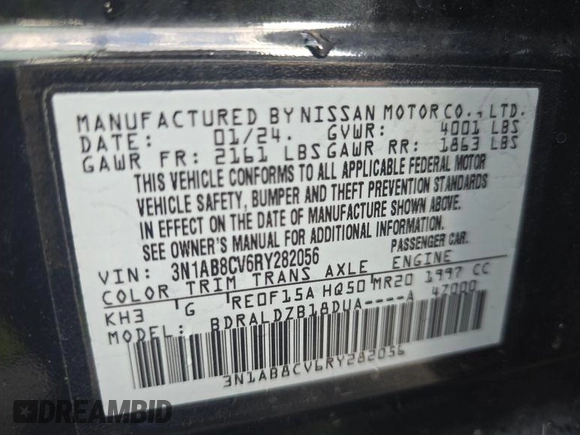 MANUFACTURED BY NISSAN MOTOR CO., LTD.
DATE: 01/24. GVWR: 4001 LBS
GAWR FR: 2161 LBS GAWR RR: 1863 LBS
THIS VEHICLE CONFORMS TO ALL APPLICABLE FEDERAL MOTOR
VEHICLE SAFETY, BUMPER AND THEFT PREVENTION STANDARDS
IN EFFECT ON THE DATE OF MANUFACTURE SHOWN ABOVE.
SEE OWNER'S MANUAL FOR ADDITIONAL INFORMATION.
VIN: 3N1AB8CV6RY282056 PASSENGER CAR.
COLOR TRIM TRANS AXLE ENGINE
KH3 G RE0F15A HQ50 MR20 1997 CC
MODEL: BDRALDZB18DUA----A 47000
3N1AB8CV6RY282056
DREAMBID